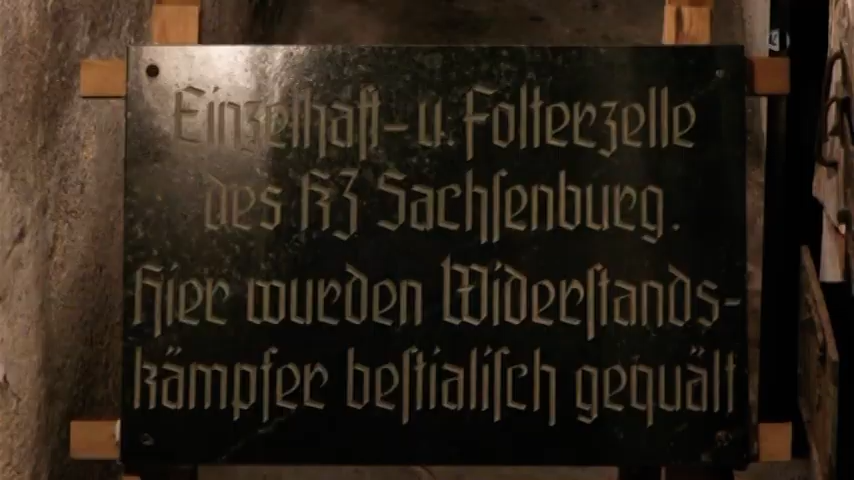 Einzelhaft- u. Folterzelle
des KZ Sachſenburg.
Hier wurden Widerſtands-
kämpfer beſtialiſch gequält